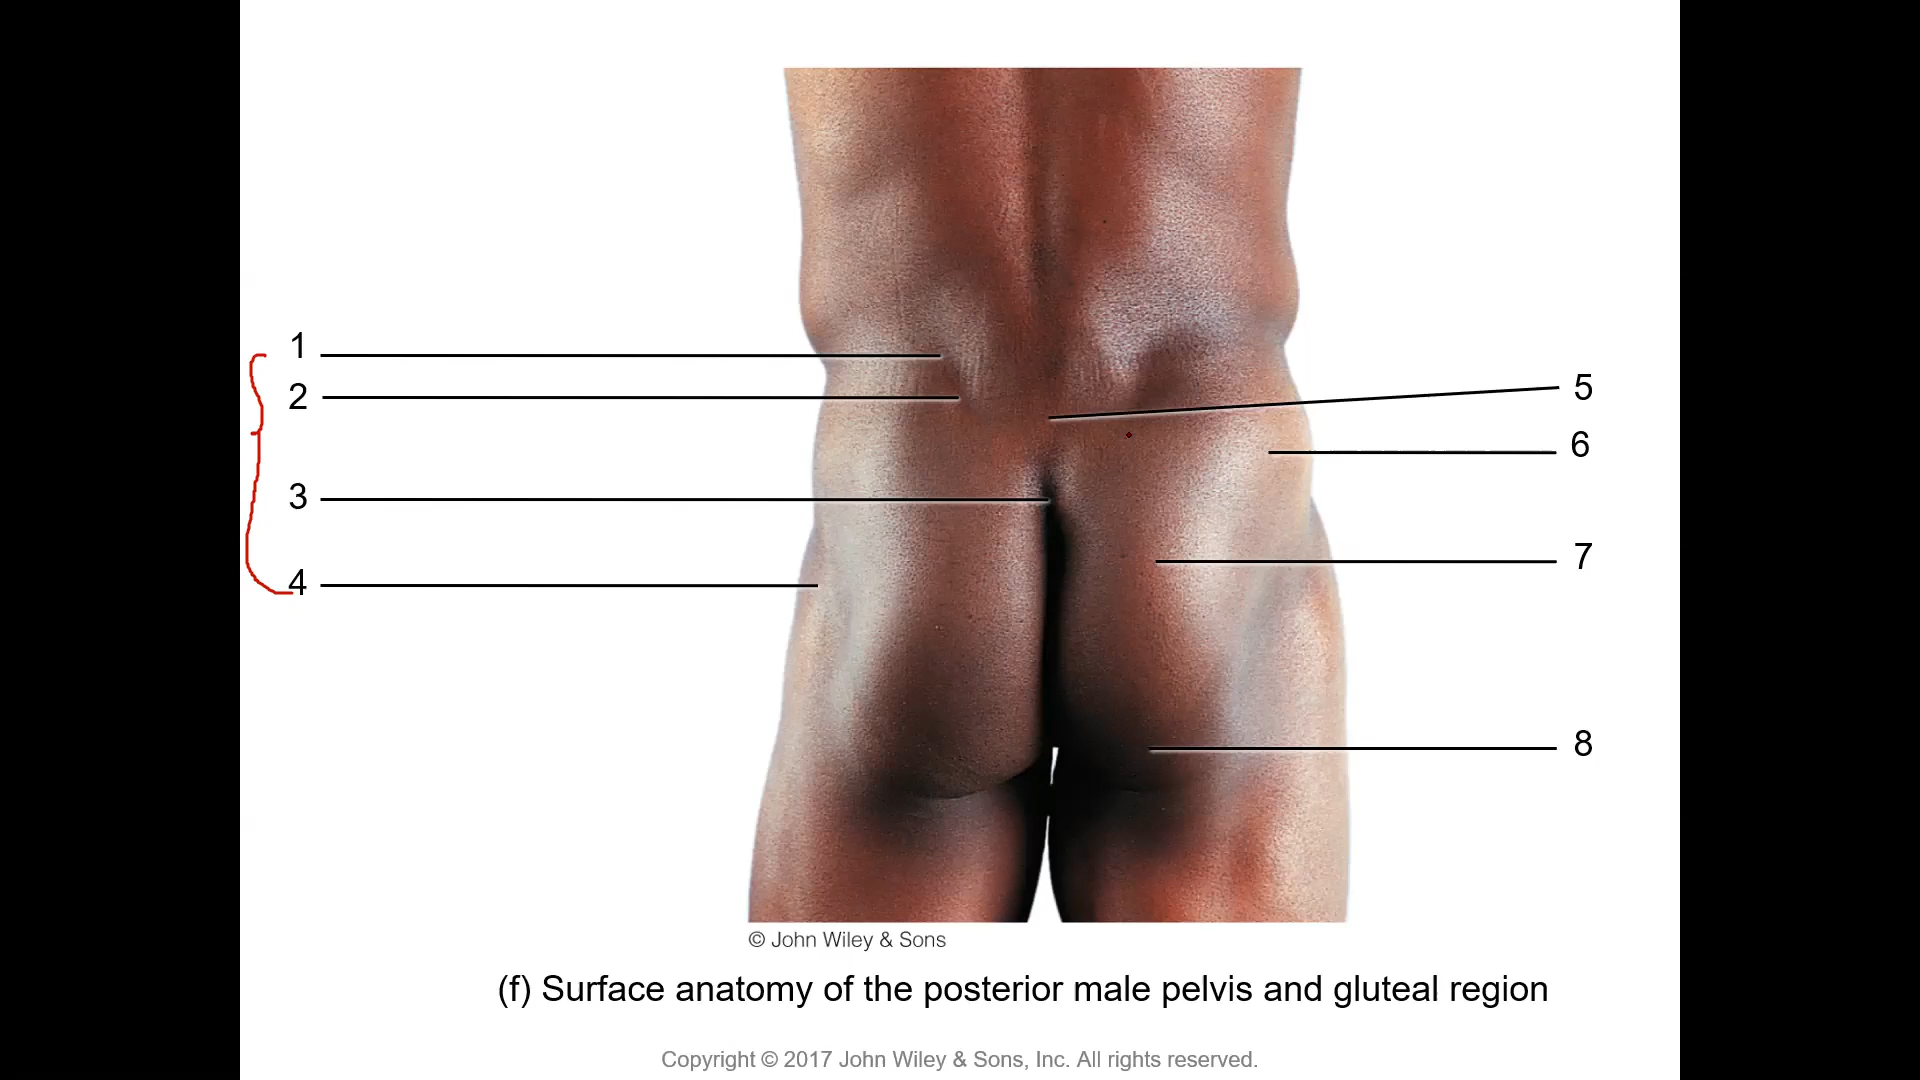 1
2
3
4
5
6
7
8
© John Wiley & Sons
(f) Surface anatomy of the posterior male pelvis and gluteal region
Copyright © 2017 John Wiley & Sons, Inc. All rights reserved.